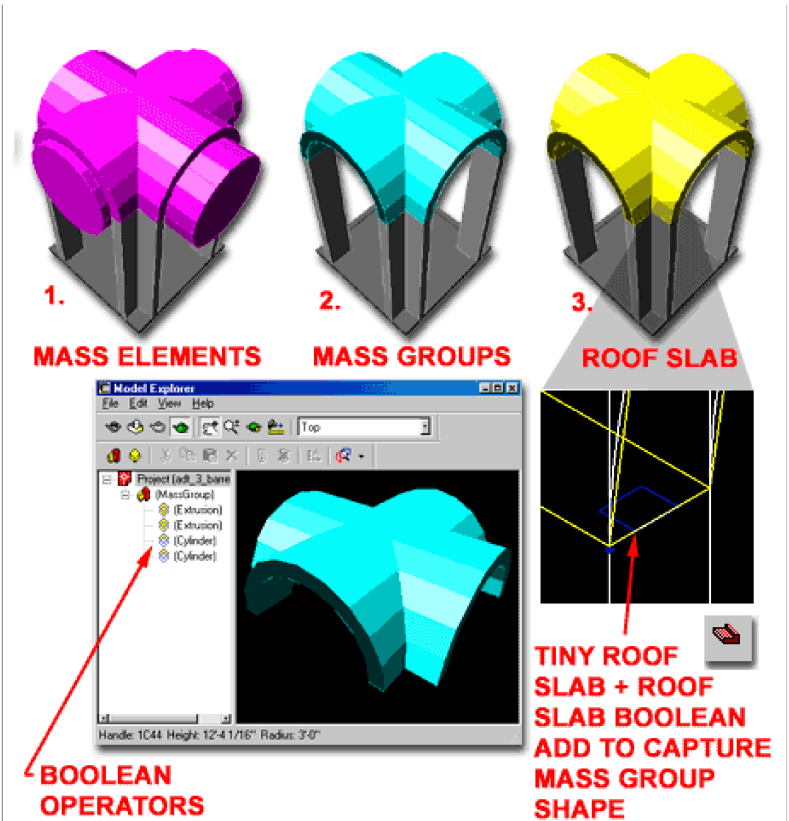 1.
MASS ELEMENTS
2.
MASS GROUPS
3.
ROOF SLAB
Model Explorer
File Edit View Help
Top
Project (adt_3_barre
(MassGroup)
(Extrusion)
(Extrusion)
(Cylinder)
(Cylinder)
Handle: 1C44 Height: 12'-4 1/16" Radius: 3'-0"
BOOLEAN
OPERATORS
TINY ROOF
SLAB + ROOF
SLAB BOOLEAN
ADD TO CAPTURE
MASS GROUP
SHAPE